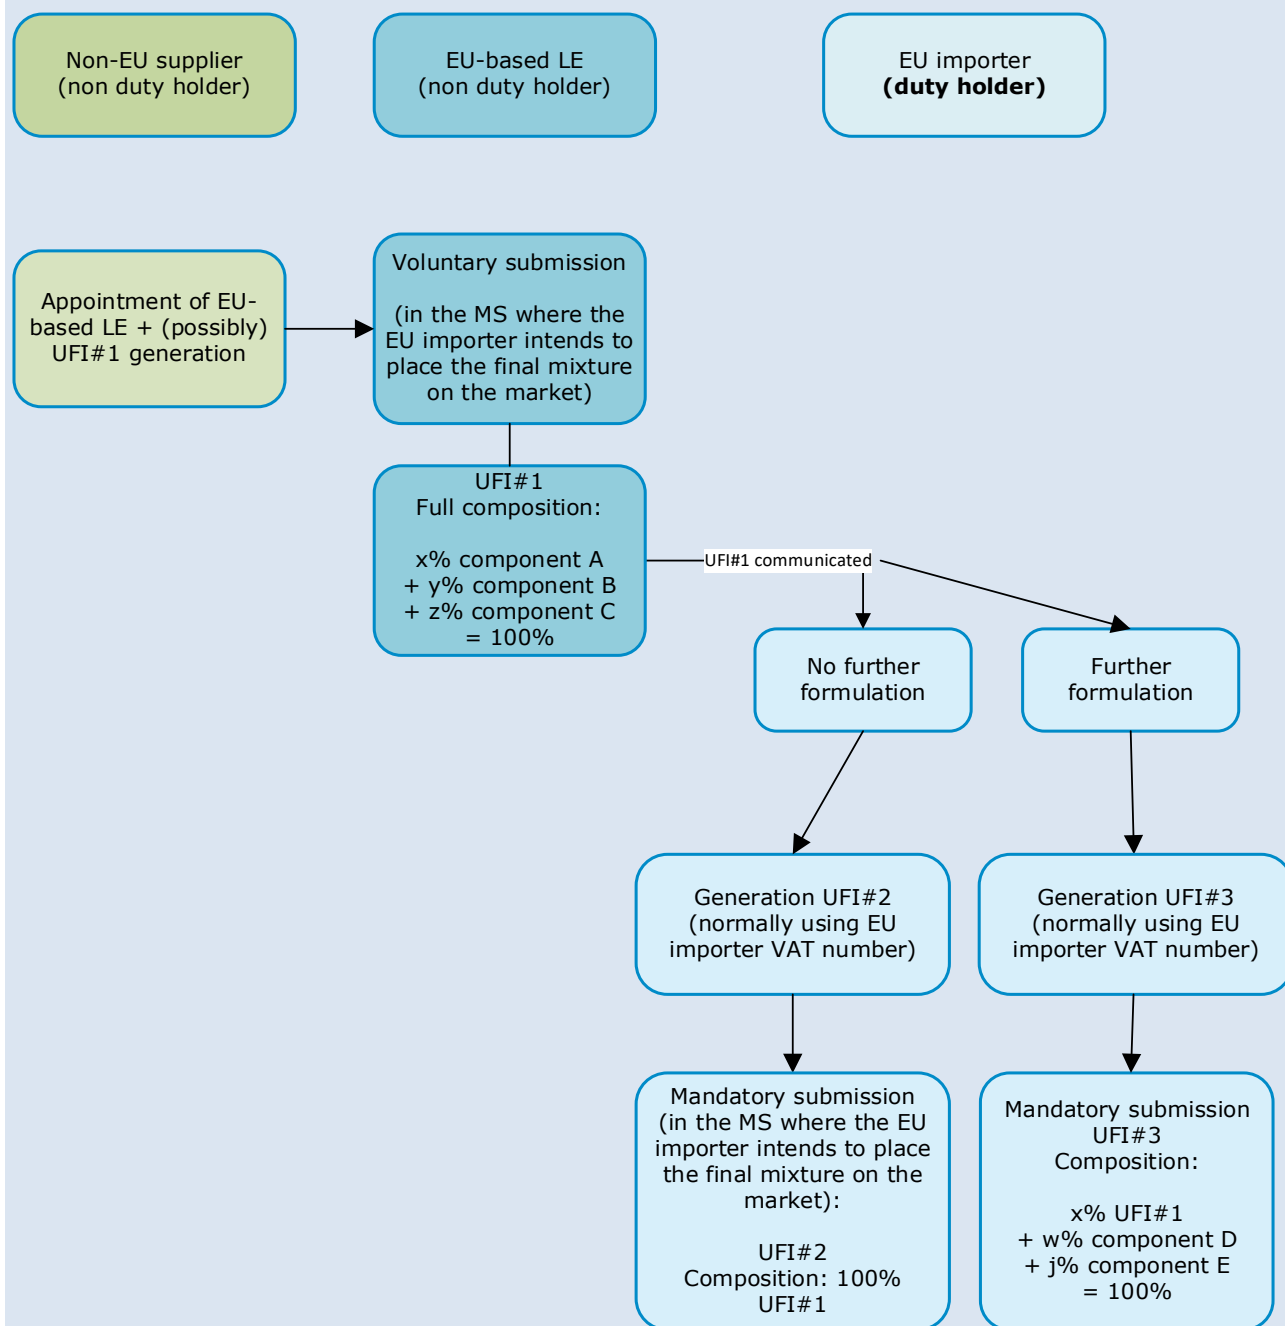 Non-EU supplier
(non duty holder)
EU-based LE
(non duty holder)
EU importer
(duty holder)
Appointment of EU-
based LE + (possibly)
UFI#1 generation
Voluntary submission
(in the MS where the
EU importer intends to
place the final mixture
on the market)
UFI#1
Full composition:
x% component A
+ y% component B
+ z% component C
= 100%
UFI#1 communicated
No further
formulation
Further
formulation
Generation UFI#2
(normally using EU
importer VAT number)
Generation UFI#3
(normally using EU
importer VAT number)
Mandatory submission
(in the MS where the EU
importer intends to place
the final mixture on the
market):
UFI#2
Composition: 100%
UFI#1
Mandatory submission
UFI#3
Composition:
x% UFI#1
+ w% component D
+ j% component E
= 100%